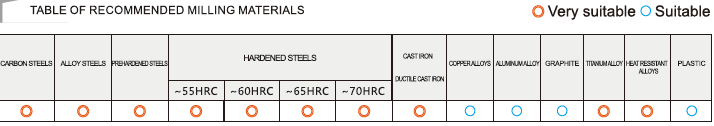 TABLE OF RECOMMENDED MILLING MATERIALS
Very suitable Suitable
CARBON STEELS ALLOY STEELS PREHARDENED STEELS HARDENED STEELS CAST IRON DUCTILE CAST IRON COPPER ALLOYS ALUMINUM ALLOY GRAPHITE TITANIUM ALLOY HEAT RESISTANT ALLOYS PLASTIC
~55HRC ~60HRC ~65HRC ~70HRC